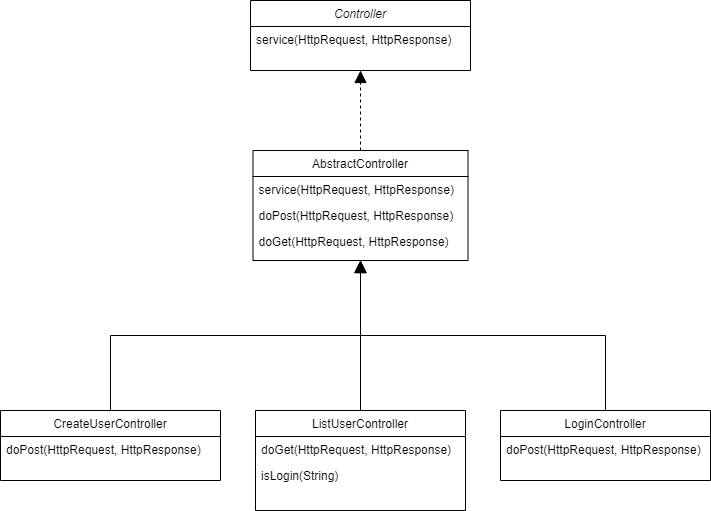 Controller
service(HttpRequest, HttpResponse)
AbstractController
service(HttpRequest, HttpResponse)
doPost(HttpRequest, HttpResponse)
doGet(HttpRequest, HttpResponse)
CreateUserController
doPost(HttpRequest, HttpResponse)
ListUserController
doGet(HttpRequest, HttpResponse)
isLogin(String)
LoginController
doPost(HttpRequest, HttpResponse)